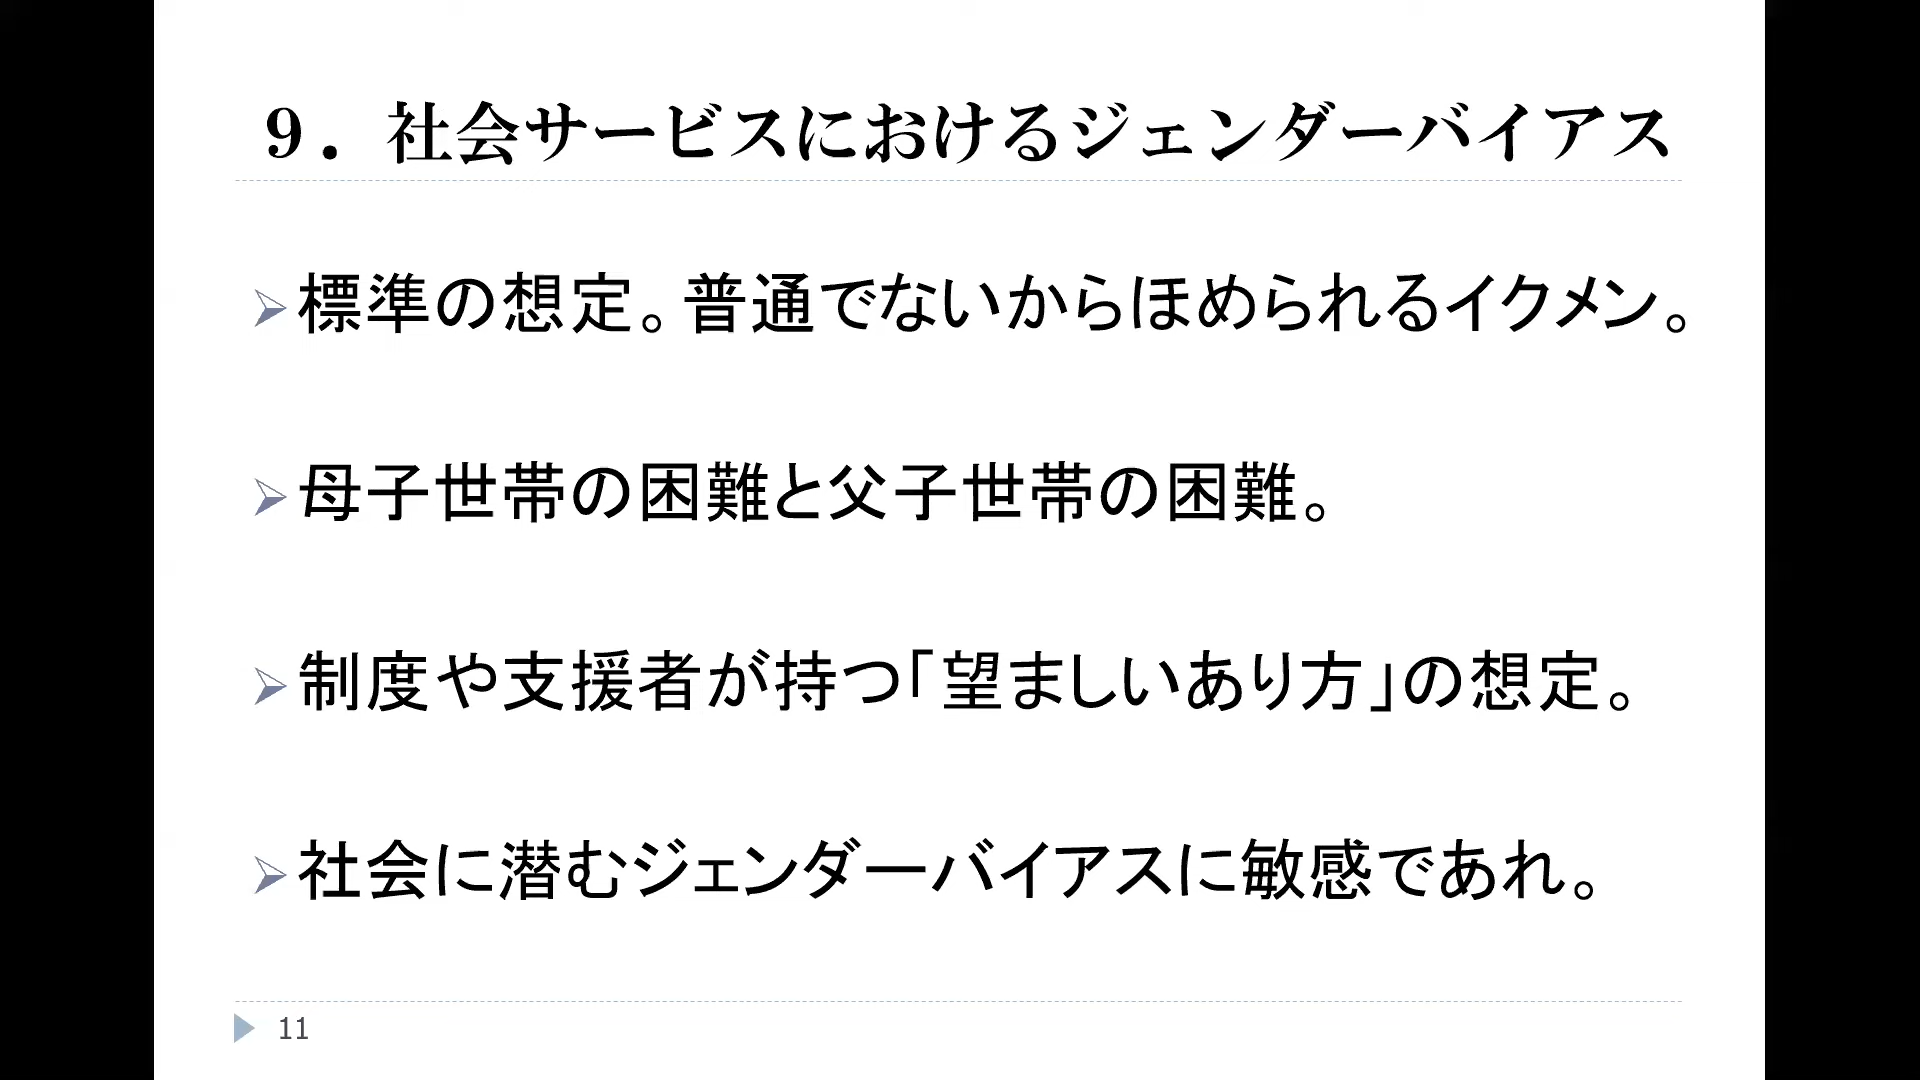 ９．社会サービスにおけるジェンダーバイアス
標準の想定。普通でないからほめられるイクメン。
母子世帯の困難と父子世帯の困難。
制度や支援者が持つ「望ましいあり方」の想定。
社会に潜むジェンダーバイアスに敏感であれ。
11